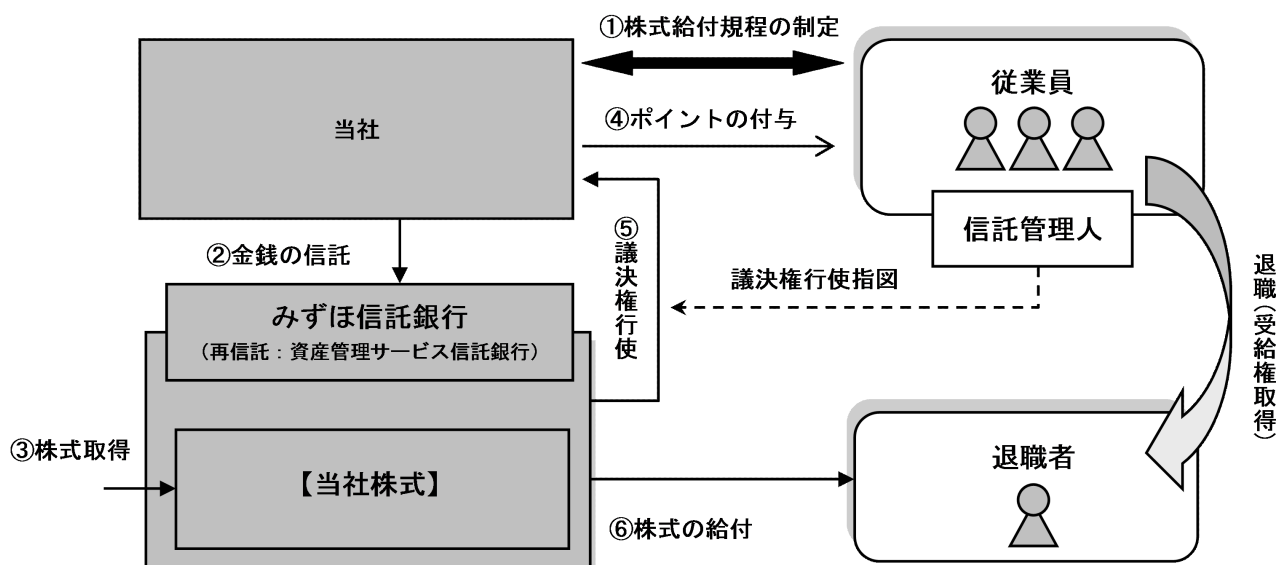 ①株式給付規程の制定
従業員
当社
④ポイントの付与
信託管理人
②金銭の信託
⑤議決権行使
議決権行使指図
退職(受給権取得)
みずほ信託銀行
(再信託:資産管理サービス信託銀行)
③株式取得
【当社株式】
退職者
⑥株式の給付